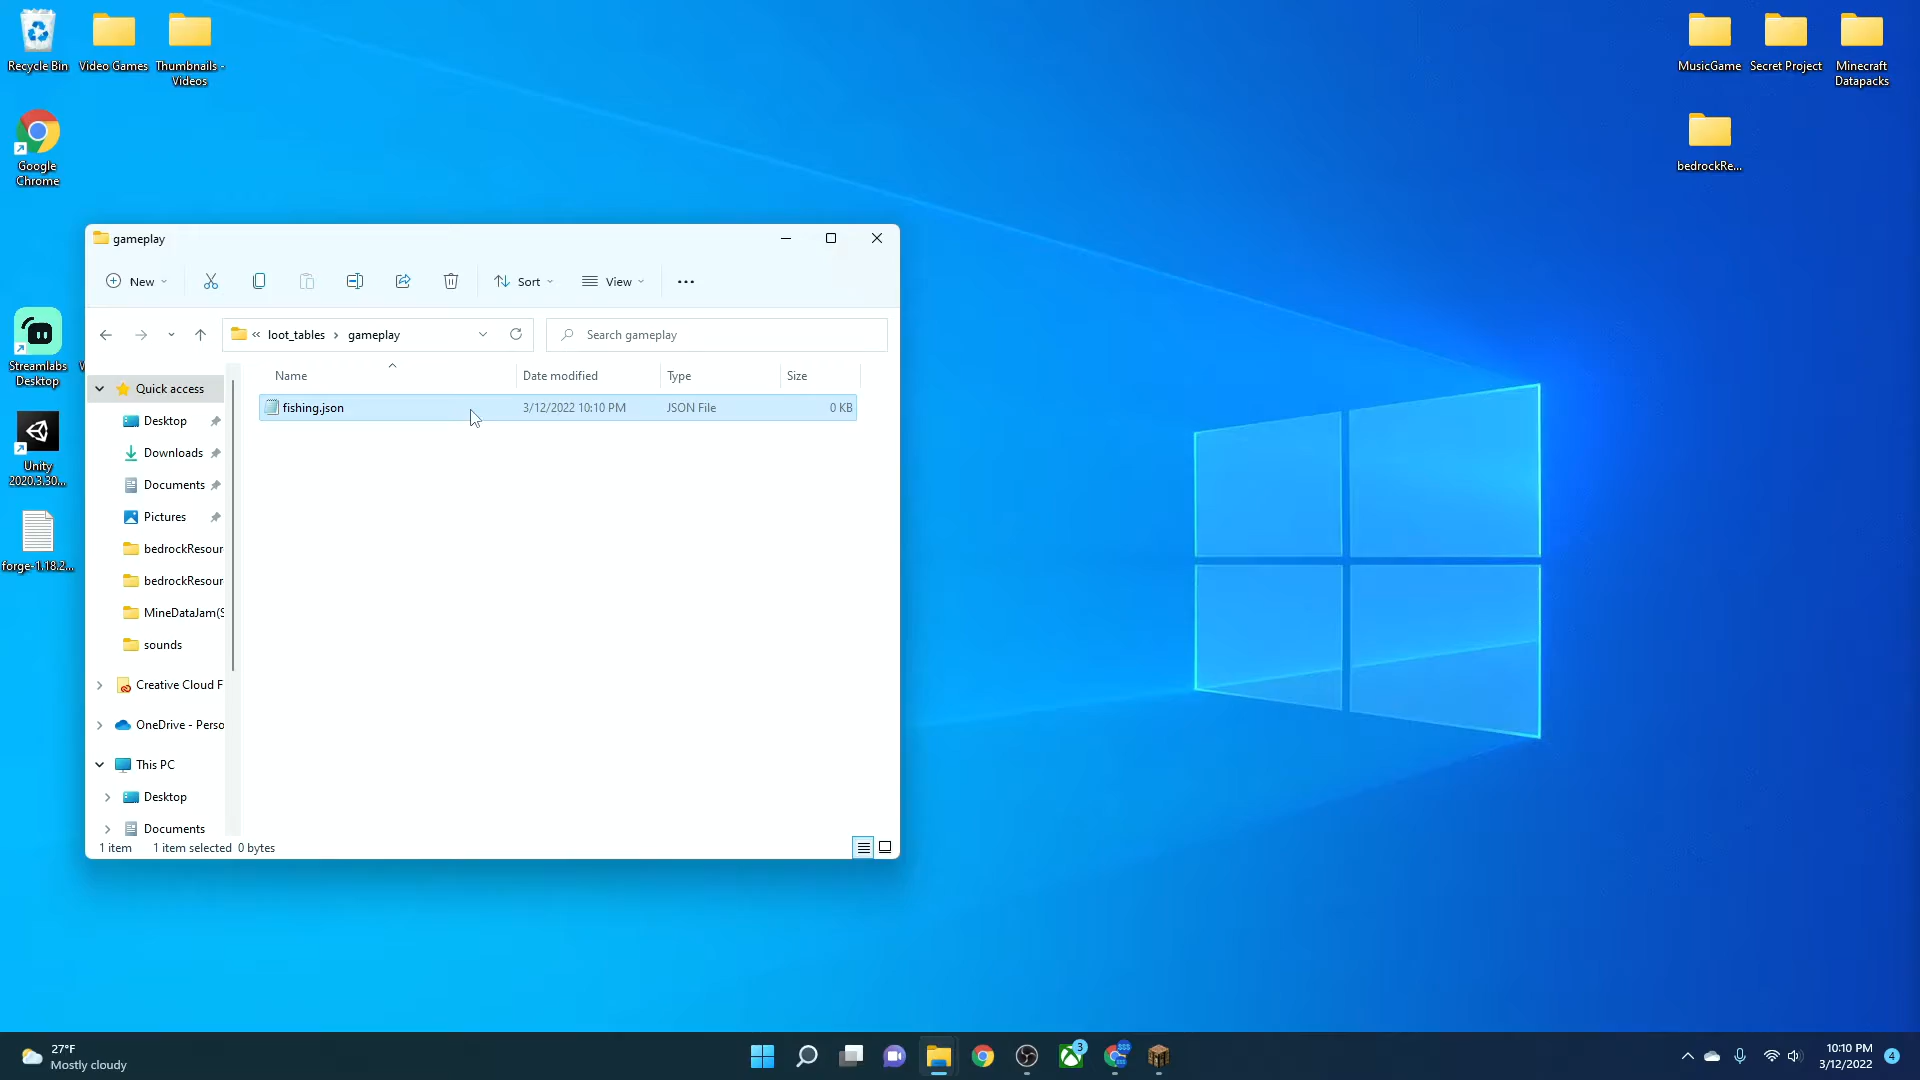 Recycle Bin
Video Games
Thumbnails -
Videos
MusicGame
Secret Project
Minecraft
Datapacks
Google
Chrome
bedrockRe...
Streamlabs
Desktop
Unity
2020.3.30...
forge-1.18.2...
gameplay
New
Sort
View
«
loot_tables
gameplay
Search gameplay
Name
Date modified
Type
Size
fishing.json
3/12/2022 10:10 PM
JSON File
0 KB
Quick access
Desktop
Downloads
Documents
Pictures
bedrockResour
bedrockResour
MineDataJam(S
sounds
Creative Cloud F
OneDrive - Perso
This PC
Desktop
Documents
1 item
1 item selected 0 bytes
27°F
Mostly cloudy
3
10:10 PM
3/12/2022
4